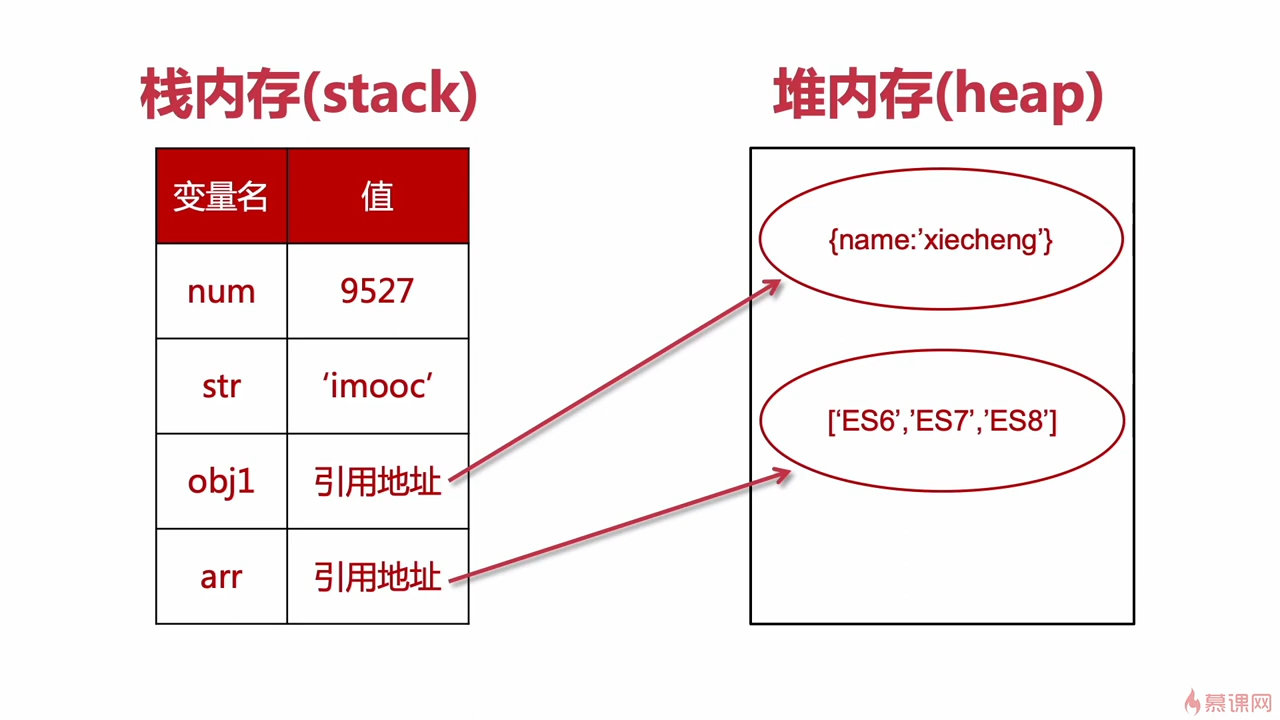 栈内存(stack)
堆内存(heap)
变量名 值
num 9527
str ‘imooc’
obj1 引用地址
arr 引用地址
{name:’xiecheng’}
[‘ES6’,’ES7’,’ES8’]
慕课网